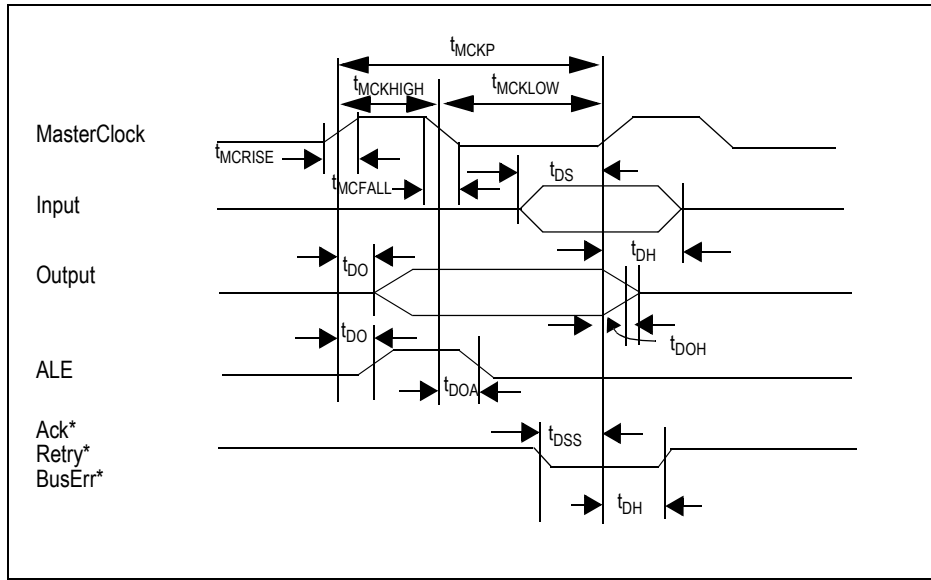 tMCKP
tMCKHIGH
tMCKLOW
MasterClock
tMCRISE
tMCFALL
tDS
Input
tDH
tDO
Output
tDO
tDOH
ALE
tDOA
Ack*
tDSS
Retry*
BusErr*
tDH